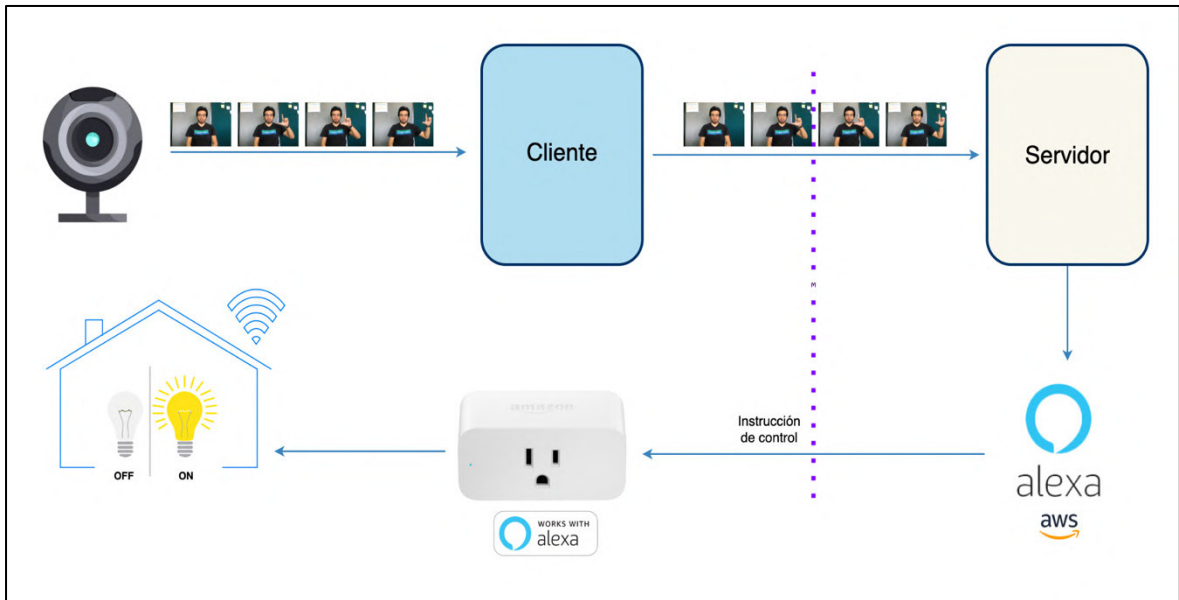 Cliente
Servidor
M
OFF
ON
amazon
Instrucción
de control
WORKS WITH
alexa
alexa
aws